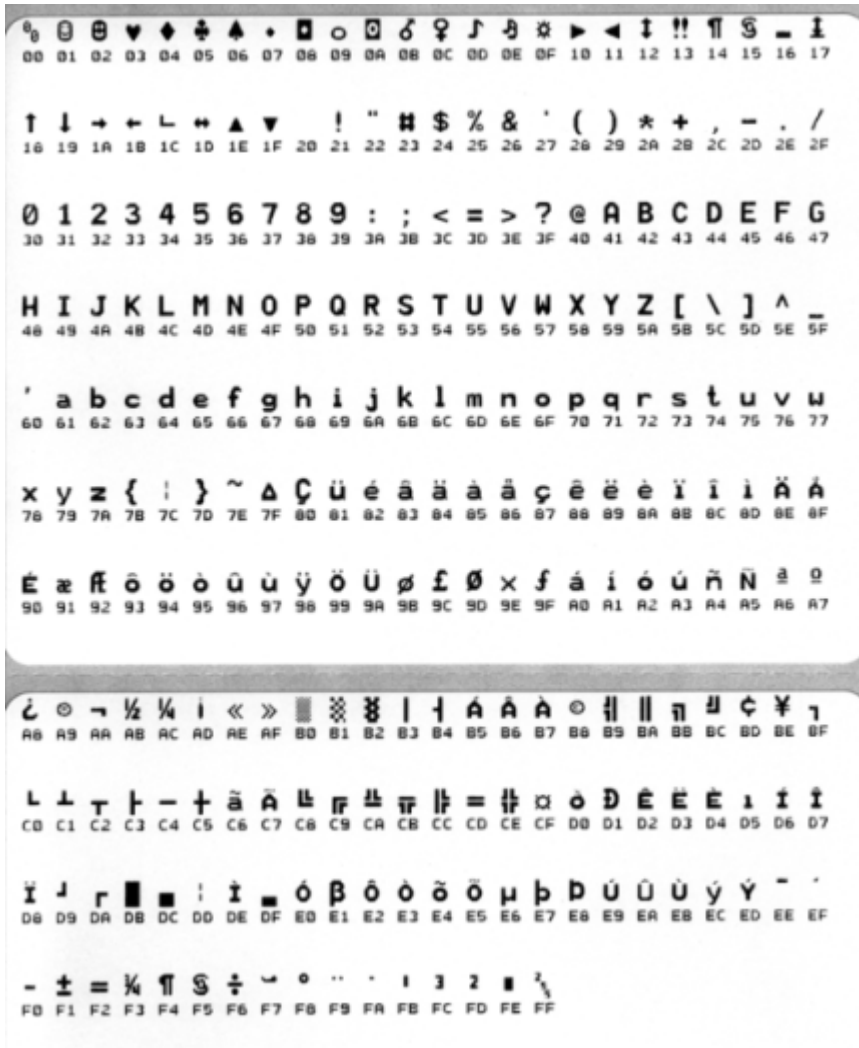 ☺ ☻ ♥ ♦ ♣ ♠ • ◘ ○ ◙ ♂ ♀ ♪ ♫ ☼ ► ◄ ↕ ‼ ¶ § ▬ ↨
00 01 02 03 04 05 06 07 08 09 0A 0B 0C 0D 0E 0F 10 11 12 13 14 15 16 17
↑ ↓ → ← ∟ ↔ ▲ ▼ ! " # $ % & ' ( ) * + , - . /
18 19 1A 1B 1C 1D 1E 1F 20 21 22 23 24 25 26 27 28 29 2A 2B 2C 2D 2E 2F
0 1 2 3 4 5 6 7 8 9 : ; < = > ? @ A B C D E F G
30 31 32 33 34 35 36 37 38 39 3A 3B 3C 3D 3E 3F 40 41 42 43 44 45 46 47
H I J K L M N O P Q R S T U V W X Y Z [ \ ] ^ _
48 49 4A 4B 4C 4D 4E 4F 50 51 52 53 54 55 56 57 58 59 5A 5B 5C 5D 5E 5F
' a b c d e f g h i j k l m n o p q r s t u v w
60 61 62 63 64 65 66 67 68 69 6A 6B 6C 6D 6E 6F 70 71 72 73 74 75 76 77
x y z { ¦ } ~ ∆ Ç ü é â ä à å ç ê ë è ï î ì Ä Å
78 79 7A 7B 7C 7D 7E 7F 80 81 82 83 84 85 86 87 88 89 8A 8B 8C 8D 8E 8F
É æ Æ ô ö ò û ù ÿ Ö Ü ø £ Ø × ƒ á í ó ú ñ Ñ ª º
90 91 92 93 94 95 96 97 98 99 9A 9B 9C 9D 9E 9F A0 A1 A2 A3 A4 A5 A6 A7
¿ ® ¬ ½ ¼ ¡ « » ░ ▒ ▓ │ ┤ Á Â À © ╣ ║ ╗ ╝ ¢ ¥ ┐
A8 A9 AA AB AC AD AE AF B0 B1 B2 B3 B4 B5 B6 B7 B8 B9 BA BB BC BD BE BF
└ ┴ ┬ ├ ─ ┼ ã Ã ╚ ╔ ╩ ╦ ╠ ═ ╬ ¤ ð Ð Ê Ë È ı Í Î
C0 C1 C2 C3 C4 C5 C6 C7 C8 C9 CA CB CC CD CE CF D0 D1 D2 D3 D4 D5 D6 D7
Ï ┘ ┌ █ ▄ ¦ Ì ▬ Ó β Ô Ò õ Õ µ þ Þ Ú Û Ù ý Ý ¯ ´
D8 D9 DA DB DC DD DE DF E0 E1 E2 E3 E4 E5 E6 E7 E8 E9 EA EB EC ED EE EF
- ± = ¾ ¶ § ÷ ¸ ° ¨ · ¹ ³ ² ■
F0 F1 F2 F3 F4 F5 F6 F7 F8 F9 FA FB FC FD FE FF